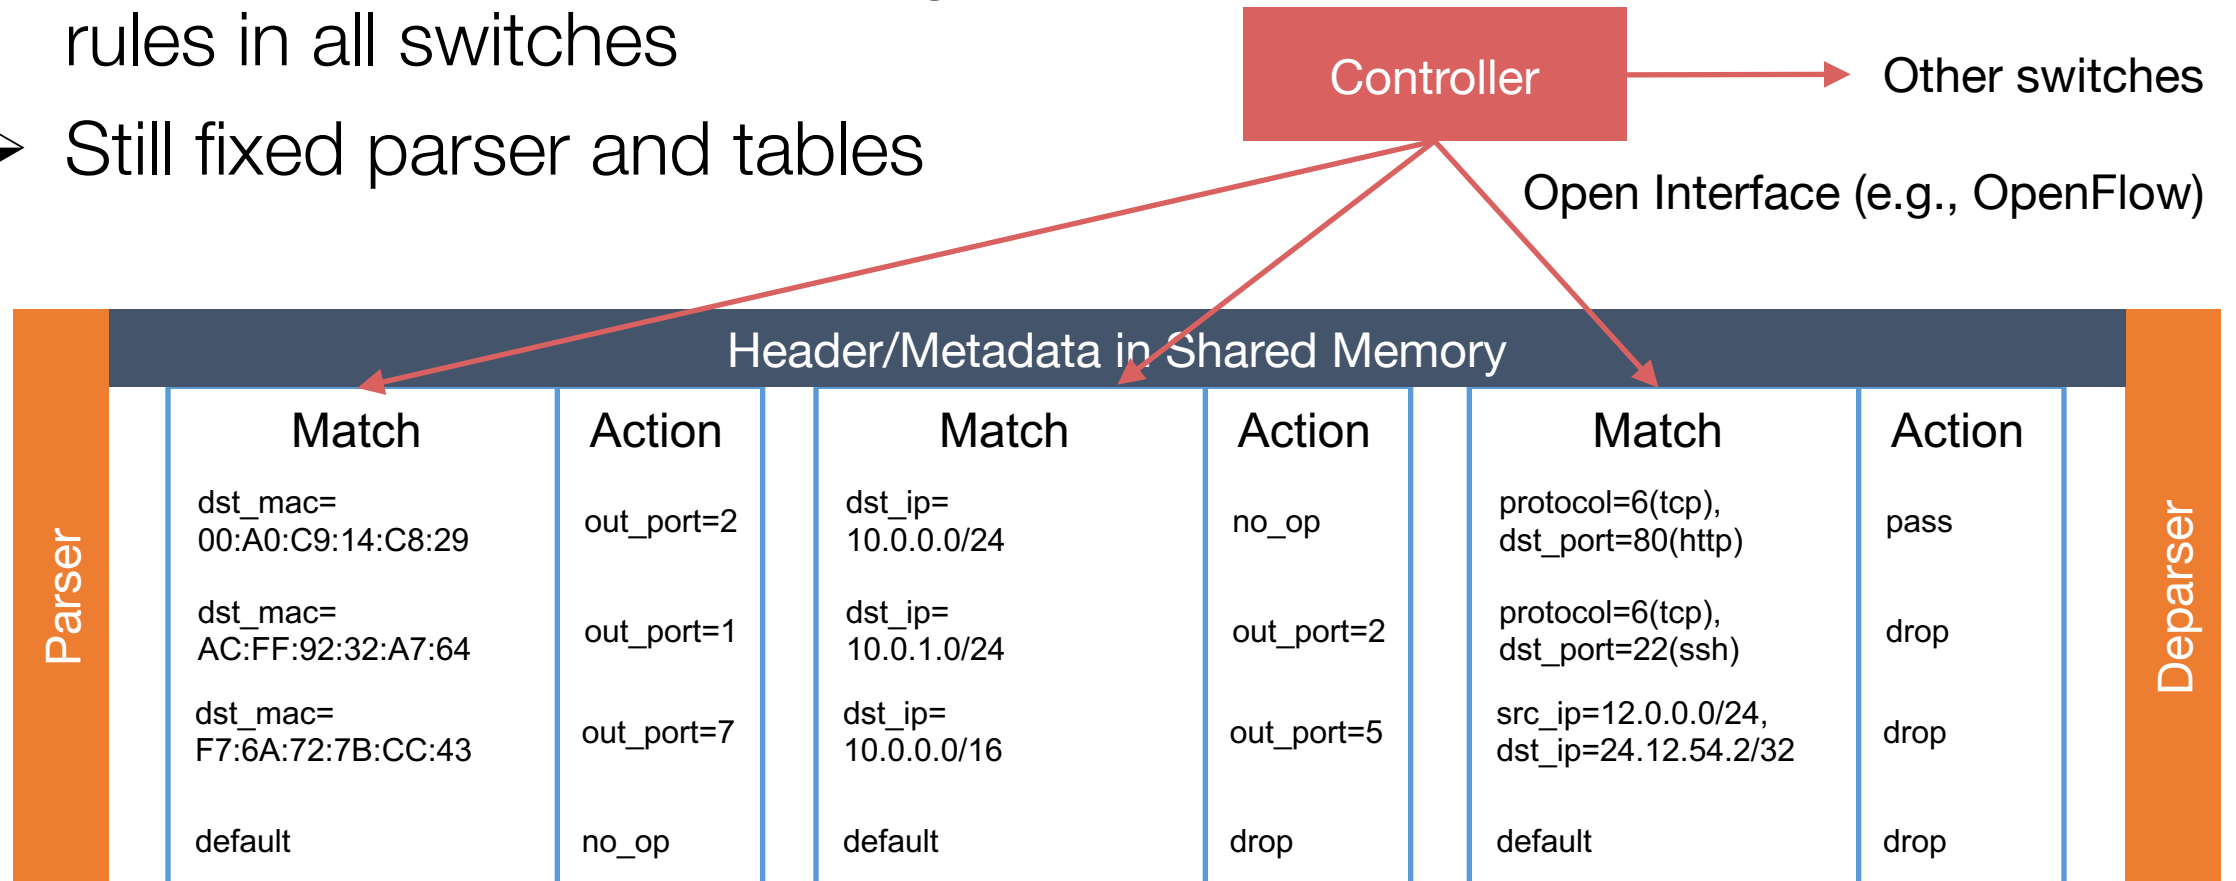 rules in all switches
Still fixed parser and tables
Controller
Other switches
Open Interface (e.g., OpenFlow)
Header/Metadata in Shared Memory
Parser
Match
Action
dst_mac=
00:A0:C9:14:C8:29
out_port=2
dst_mac=
AC:FF:92:32:A7:64
out_port=1
dst_mac=
F7:6A:72:7B:CC:43
out_port=7
default
no_op
Match
Action
dst_ip=
10.0.0.0/24
no_op
dst_ip=
10.0.1.0/24
out_port=2
dst_ip=
10.0.0.0/16
out_port=5
default
drop
Match
Action
protocol=6(tcp),
dst_port=80(http)
pass
protocol=6(tcp),
dst_port=22(ssh)
drop
src_ip=12.0.0.0/24,
dst_ip=24.12.54.2/32
drop
default
drop
Deparser